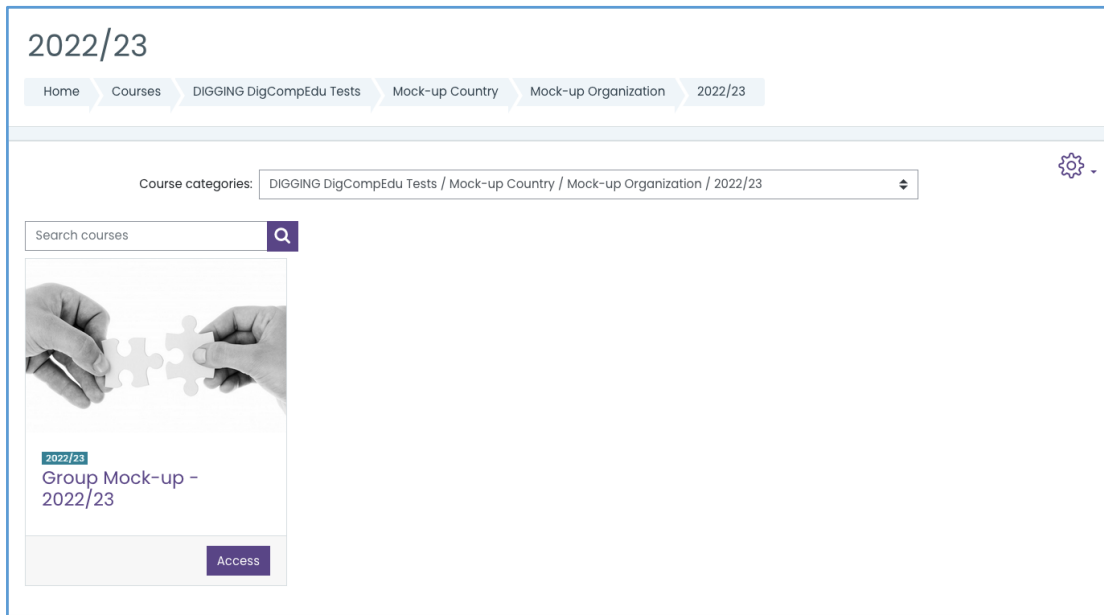 2022/23
Home Courses DIGGING DigCompEdu Tests Mock-up Country Mock-up Organization 2022/23
Course categories: DIGGING DigCompEdu Tests / Mock-up Country / Mock-up Organization / 2022/23
Search courses
2022/23
Group Mock-up -
2022/23
Access